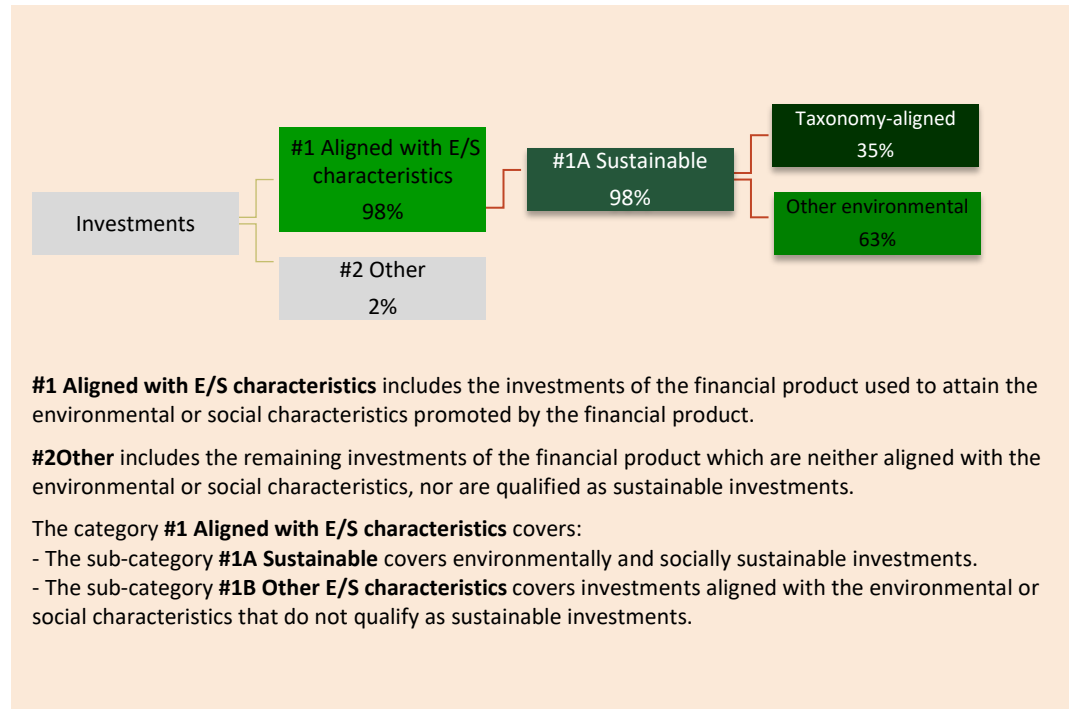 Investments
#1 Aligned with E/S
characteristics
98%
#2 Other
2%
#1A Sustainable
98%
Taxonomy-aligned
35%
Other environmental
63%
#1 Aligned with E/S characteristics includes the investments of the financial product used to attain the
environmental or social characteristics promoted by the financial product.
#2Other includes the remaining investments of the financial product which are neither aligned with the
environmental or social characteristics, nor are qualified as sustainable investments.
The category #1 Aligned with E/S characteristics covers:
- The sub-category #1A Sustainable covers environmentally and socially sustainable investments.
- The sub-category #1B Other E/S characteristics covers investments aligned with the environmental or
social characteristics that do not qualify as sustainable investments.